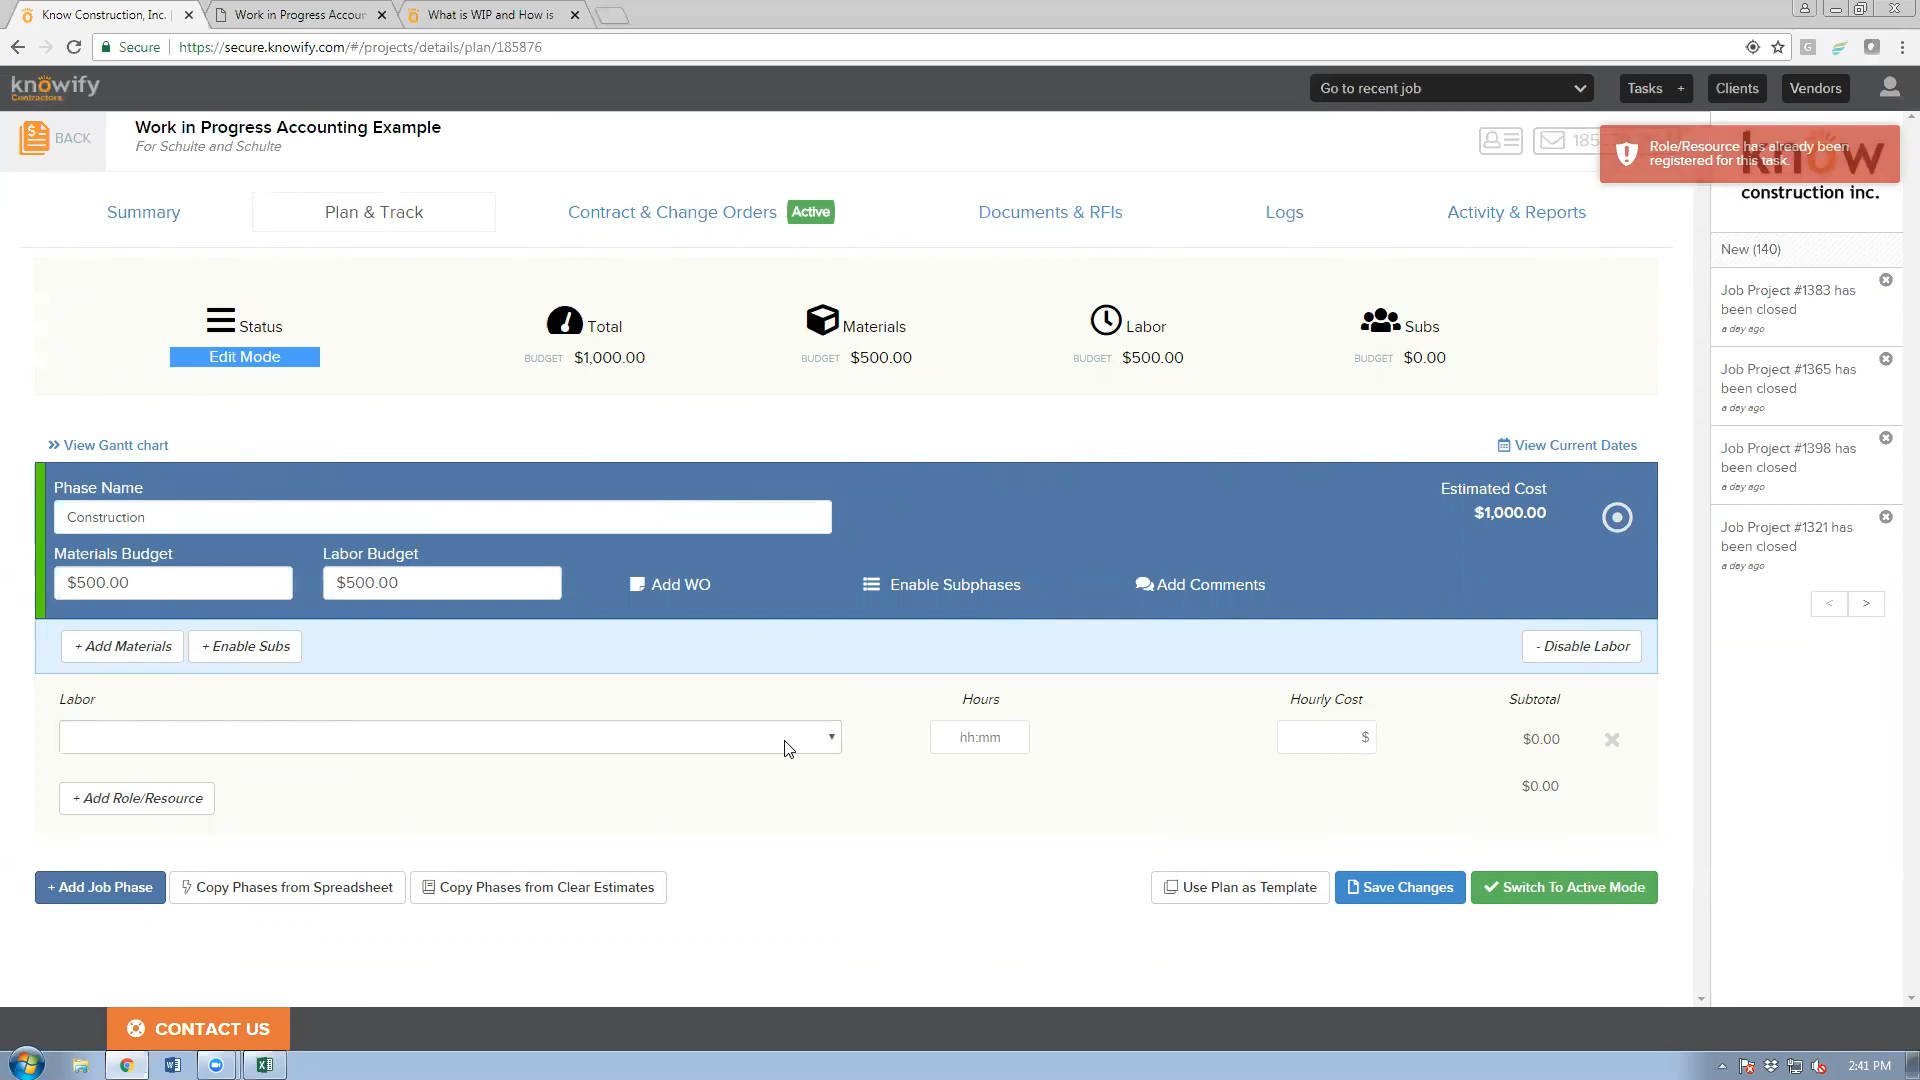 Know Construction, Inc.
Work in Progress Accoun
What is WIP and How is
Secure
https://secure.knowify.com/#/projects/details/plan/185876
knowify
Contractors
Go to recent job
Tasks +
Clients
Vendors
BACK
Work in Progress Accounting Example
For Schulte and Schulte
185
Role/Resource has already been
registered for this task.
know
construction inc.
Summary
Plan & Track
Contract & Change Orders Active
Documents & RFIs
Logs
Activity & Reports
New (140)
Job Project #1383 has
been closed
a day ago
Job Project #1365 has
been closed
a day ago
Job Project #1398 has
been closed
a day ago
Job Project #1321 has
been closed
a day ago
< >
Status
Edit Mode
Total
BUDGET $1,000.00
Materials
BUDGET $500.00
Labor
BUDGET $500.00
Subs
BUDGET $0.00
View Gantt chart
View Current Dates
Phase Name
Construction
Estimated Cost
$1,000.00
Materials Budget
$500.00
Labor Budget
$500.00
Add WO
Enable Subphases
Add Comments
+ Add Materials
+ Enable Subs
- Disable Labor
Labor Hours Hourly Cost Subtotal
hh:mm $ $0.00
+ Add Role/Resource
$0.00
+ Add Job Phase
Copy Phases from Spreadsheet
Copy Phases from Clear Estimates
Use Plan as Template
Save Changes
Switch To Active Mode
CONTACT US
2:41 PM